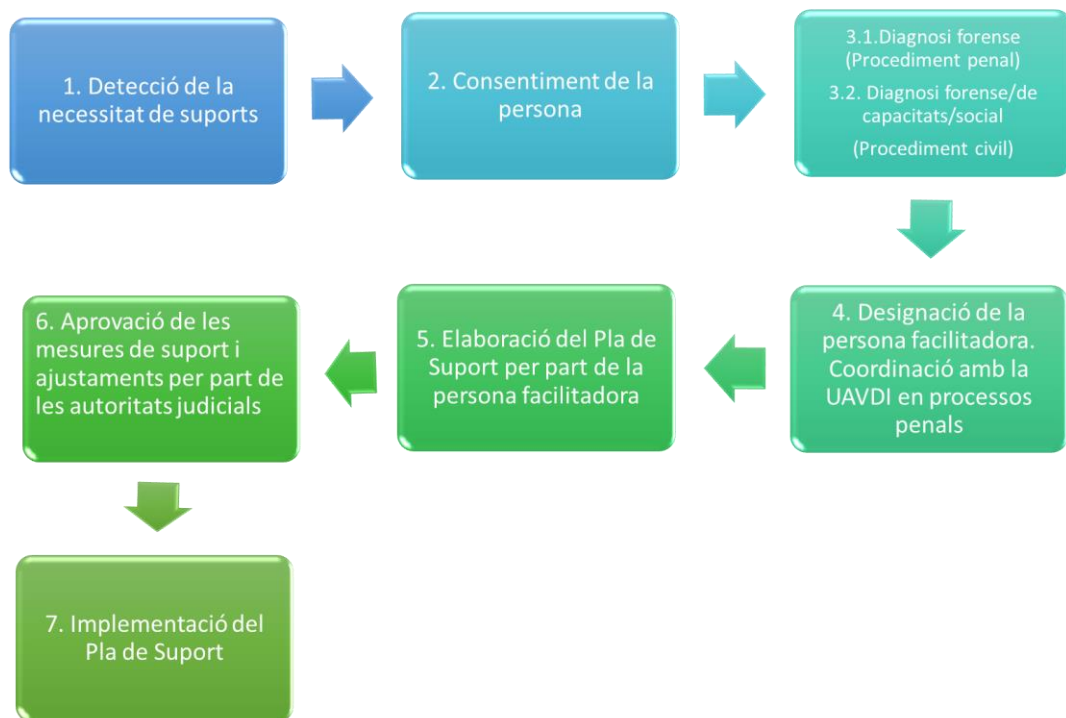 1. Detecció de la
necessitat de suports
2. Consentiment de la
persona
3.1.Diagnosi forense
(Procediment penal)
3.2. Diagnosi forense/de
capacitats/social
(Procediment civil)
4. Designació de la
persona facilitadora.
Coordinació amb la
UAVDI en processos
penals
5. Elaboració del Pla de
Suport per part de la
persona facilitadora
6. Aprovació de les
mesures de suport i
ajustaments per part de
les autoritats judicials
7. Implementació del
Pla de Suport